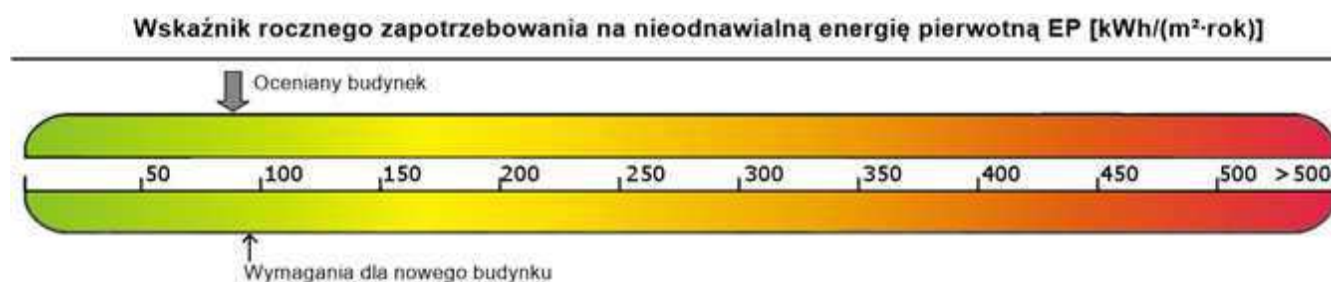 Wskaźnik rocznego zapotrzebowania na nieodnawialną energię pierwotną EP [kWh/(m²·rok)]
Oceniany budynek
50 100 150 200 250 300 350 400 450 500 > 500
Wymagania dla nowego budynku